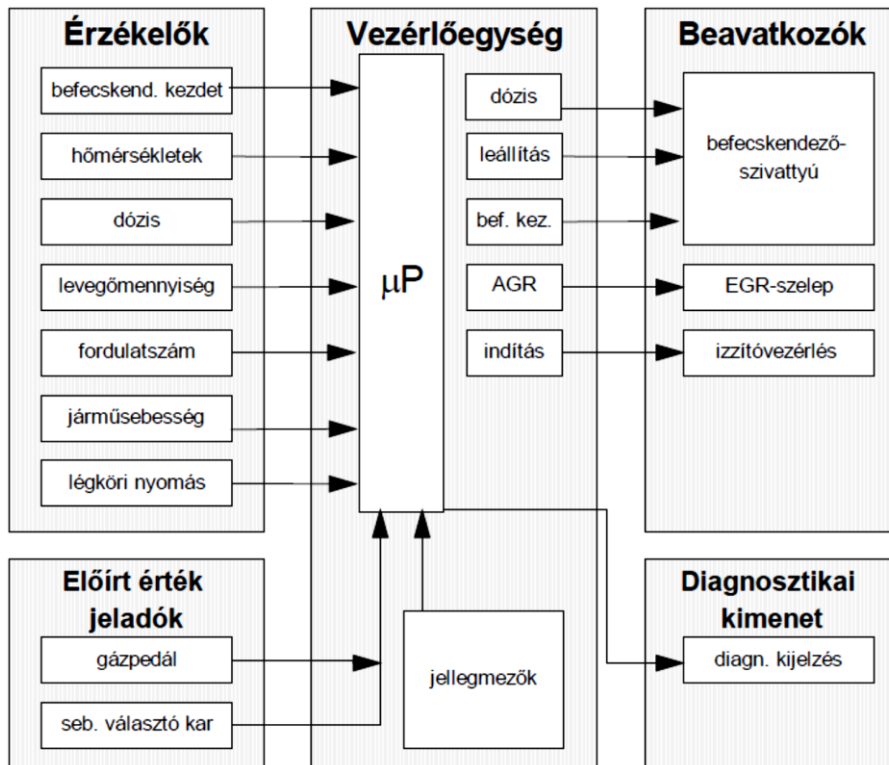 Érzékelők
befecskend. kezdet
hőmérsékletek
dózis
levegőmennyiség
fordulatszám
járműsebesség
légköri nyomás
Előírt érték
jeladók
gázpedál
seb. választó kar
Vezérlőegység
μP
dózis
leállítás
bef. kez.
AGR
indítás
jellegmezők
Beavatkozók
befecskendező-
szivattyú
EGR-szelep
izzítóvezérlés
Diagnosztikai
kimenet
diagn. kijelzés